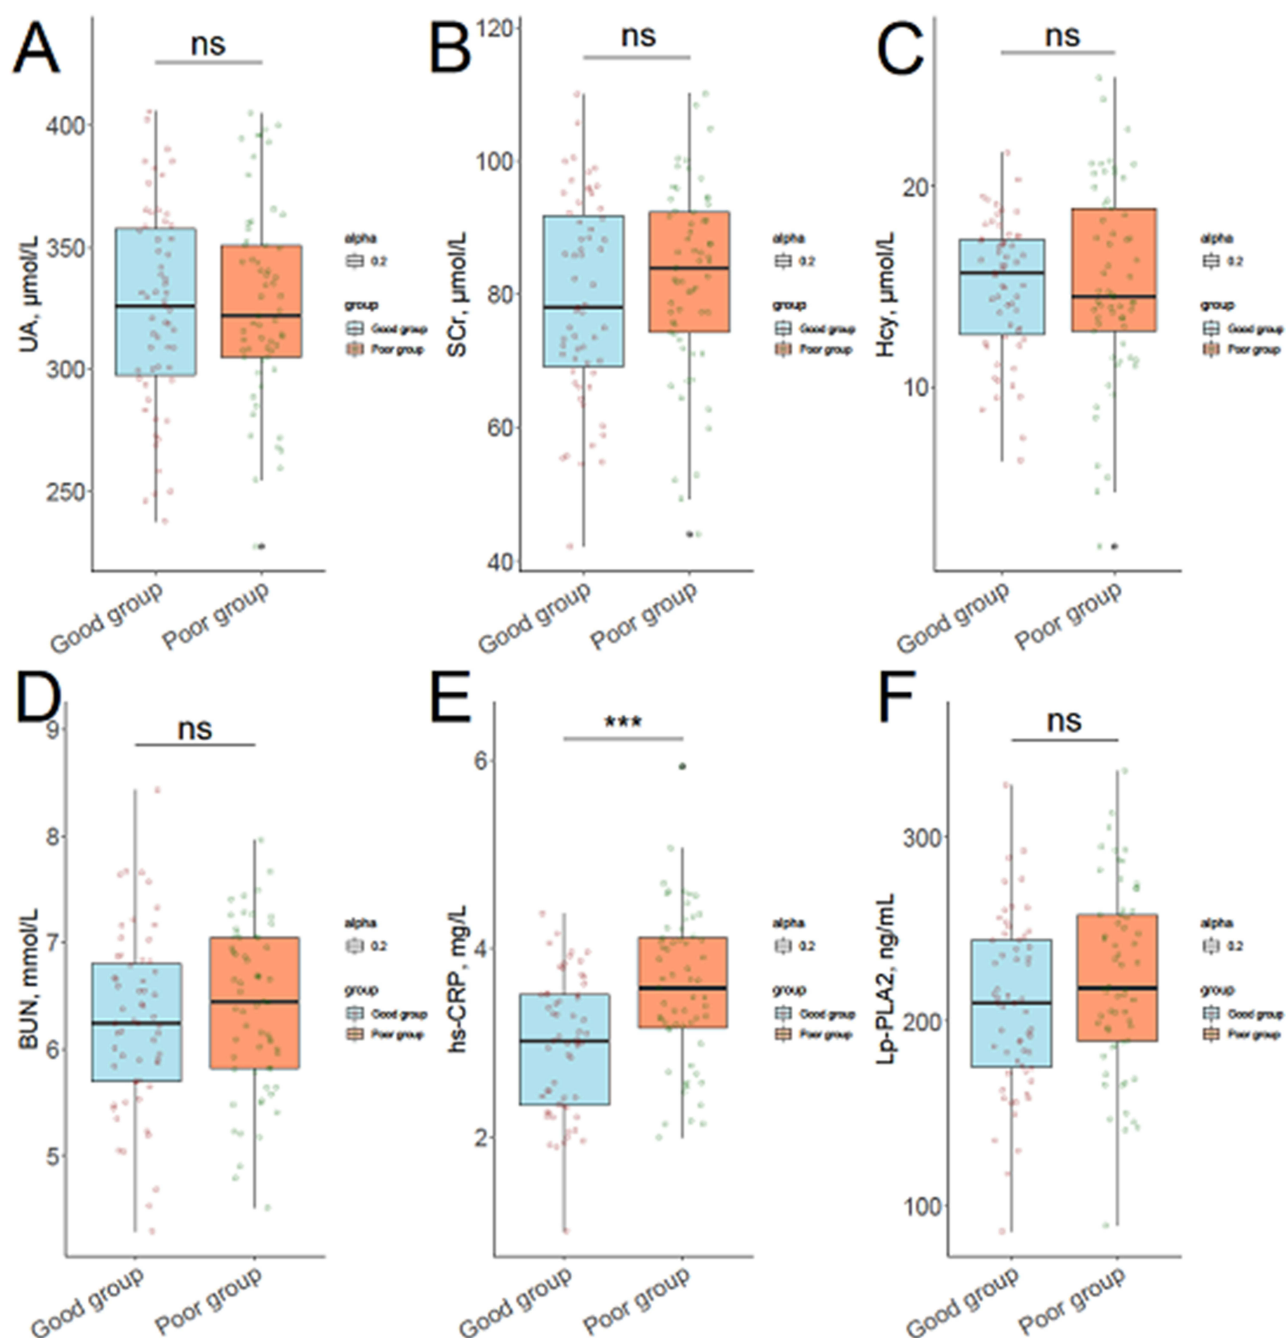 A
ns
UA, µmol/L
400
350
300
250
Good group
Poor group
alpha
0.2
group
Good group
Poor group
B
ns
SCr, µmol/L
120
100
80
60
40
Good group
Poor group
alpha
0.2
group
Good group
Poor group
C
ns
Hcy, µmol/L
20
10
Good group
Poor group
alpha
0.2
group
Good group
Poor group
D
ns
BUN, mmol/L
9
8
7
6
5
Good group
Poor group
alpha
0.2
group
Good group
Poor group
E
***
hs-CRP, mg/L
6
4
2
Good group
Poor group
alpha
0.2
group
Good group
Poor group
F
ns
Lp-PLA2, ng/mL
300
200
100
Good group
Poor group
alpha
0.2
group
Good group
Poor group